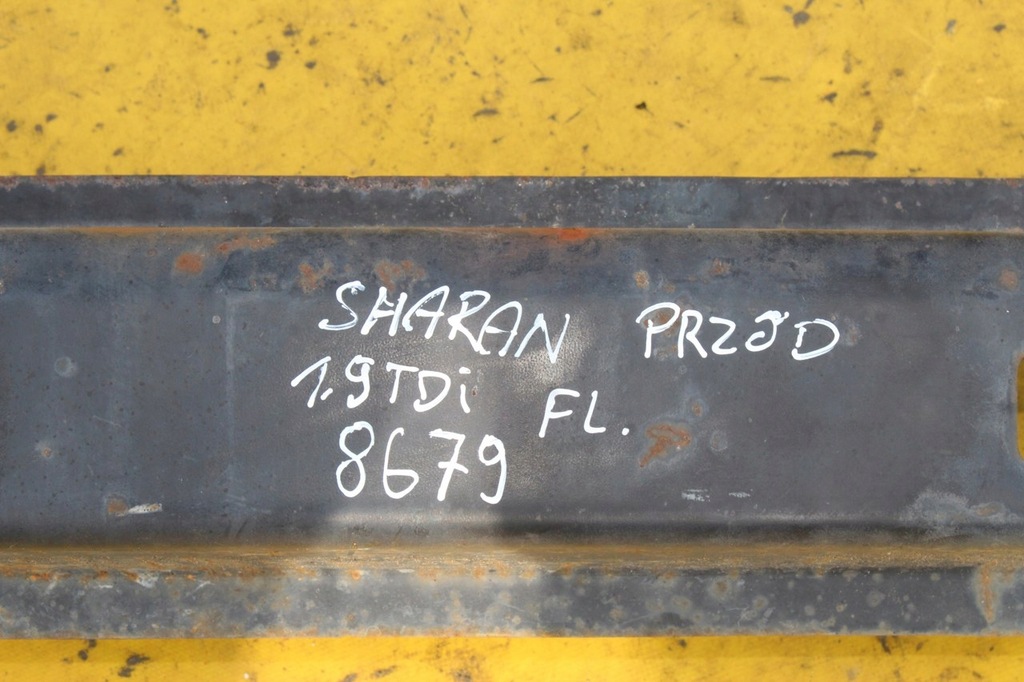 SHARAN PRZÓD
1.9TDi FL.
8679